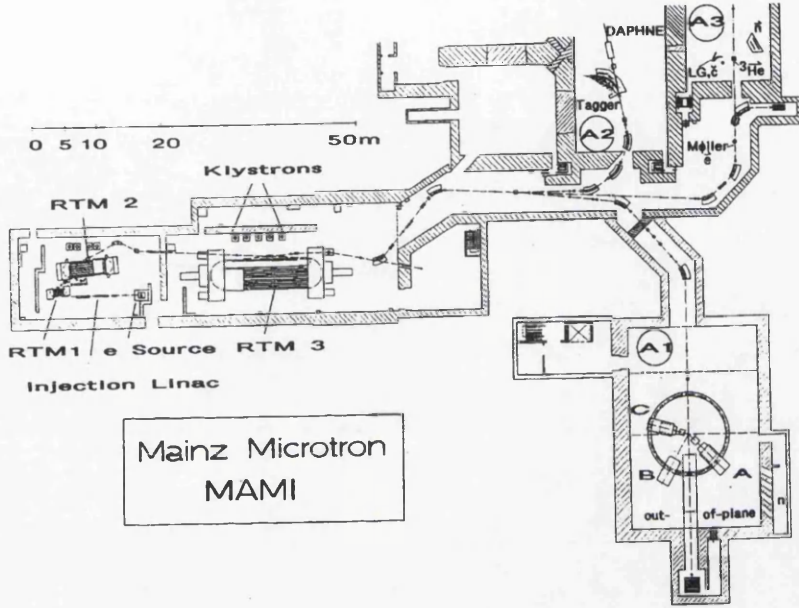 DAPHNE
A3
n
LG,č
³He
Tagger
A2
Møller
e
0 5 10 20 50m
Klystrons
RTM 2
RTM1 e Source RTM 3
Injection Linac
A1
C
B
A
out- of-plane
n
Mainz Microtron
MAMI